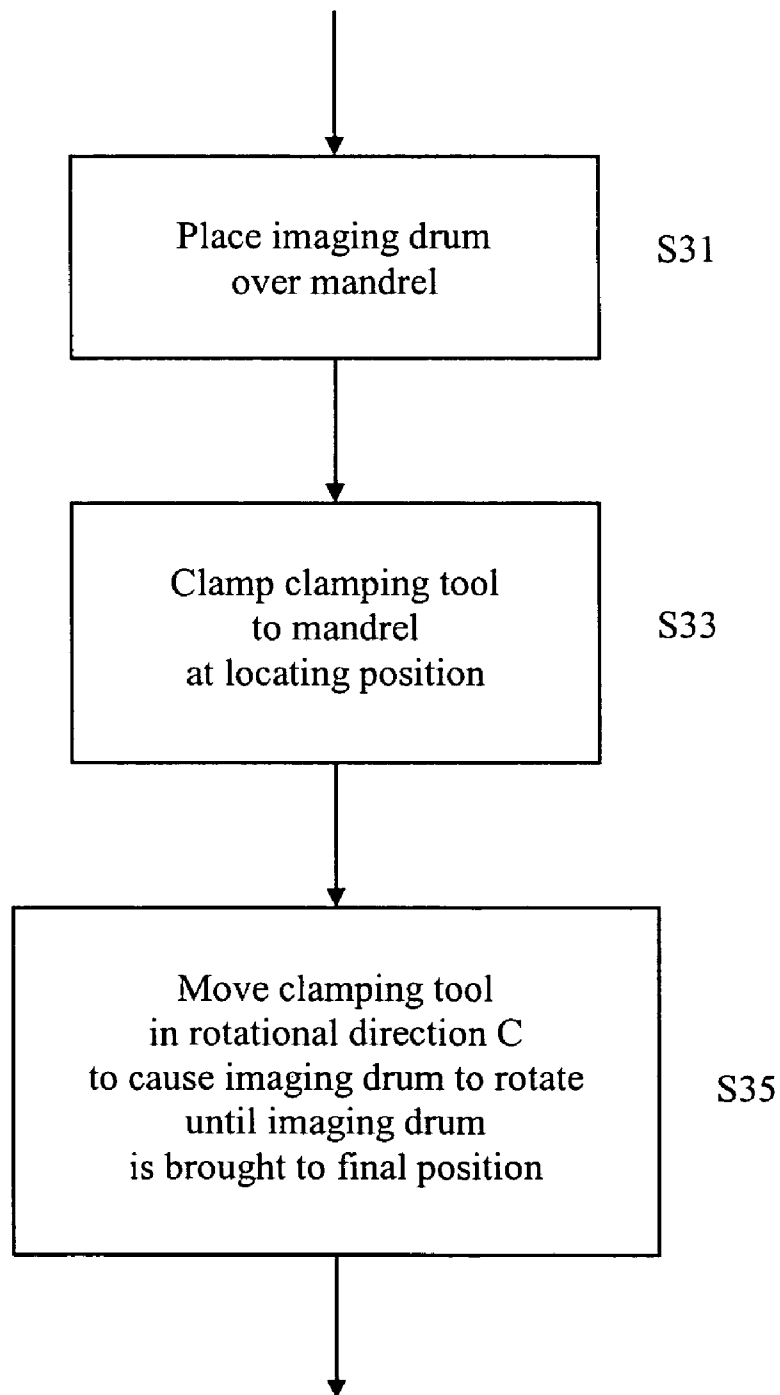 Place imaging drum
over mandrel
S31
Clamp clamping tool
to mandrel
at locating position
S33
Move clamping tool
in rotational direction C
to cause imaging drum to rotate
until imaging drum
is brought to final position
S35